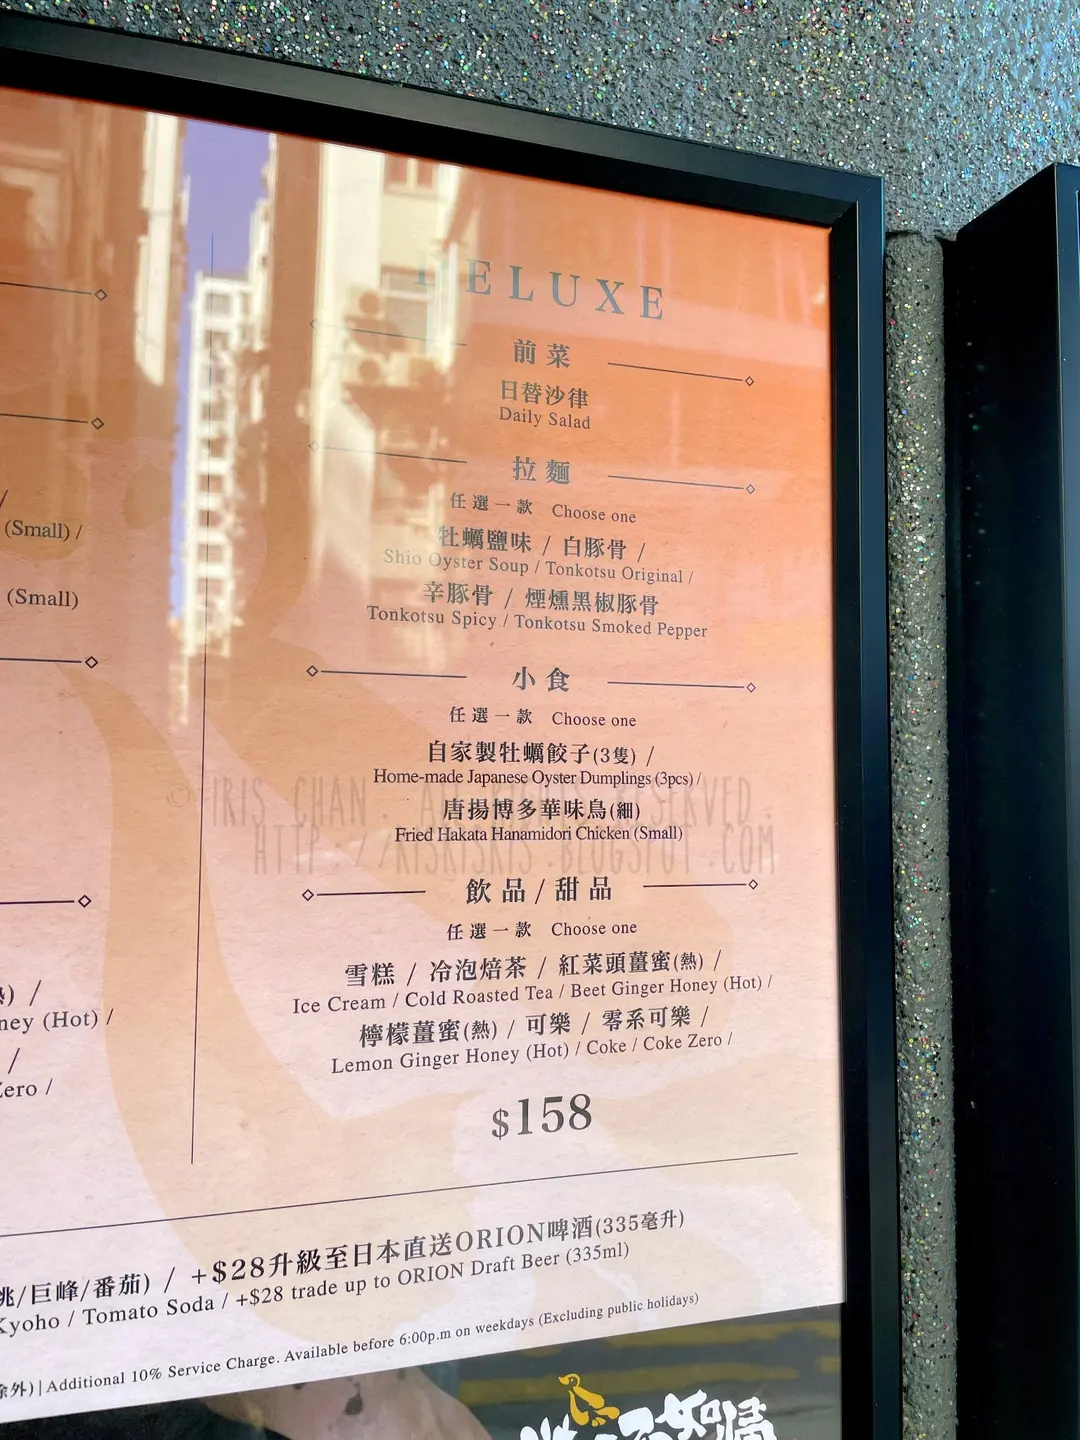 DELUXE
前菜
日替沙律
Daily Salad
拉麵
任選一款 Choose one
牡蠣鹽味 / 白豚骨 /
Shio Oyster Soup / Tonkotsu Original /
辛豚骨 / 煙燻黑椒豚骨
Tonkotsu Spicy / Tonkotsu Smoked Pepper
小食
任選一款 Choose one
自家製牡蠣餃子(3隻) /
Home-made Japanese Oyster Dumplings (3pcs) /
唐揚博多華味鳥(細)
Fried Hakata Hanamidori Chicken (Small)
© IRIS CHAN . ALL RIGHTS RESERVED.
HTTP://KISKISKIS.BLOGSPOT.COM
飲品/甜品
任選一款 Choose one
雪糕 / 冷泡焙茶 / 紅菜頭薑蜜(熱) /
Ice Cream / Cold Roasted Tea / Beet Ginger Honey (Hot) /
檸檬薑蜜(熱) / 可樂 / 零系可樂 /
Lemon Ginger Honey (Hot) / Coke / Coke Zero /
$158
(Small) /
(Small)
) /
ney (Hot) /
/
Zero /
桃/巨峰/番茄) / +$28升級至日本直送ORION啤酒(335毫升)
Kyoho / Tomato Soda / +$28 trade up to ORION Draft Beer (335ml)
除外) | Additional 10% Service Charge. Available before 6:00p.m on weekdays (Excluding public holidays)
不如情